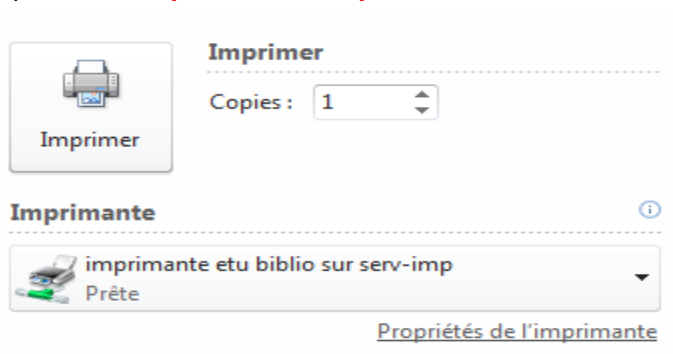 Imprimer
Copies : 1
Imprimer
Imprimante
imprimante etu biblio sur serv-imp
Prête
Propriétés de l'imprimante